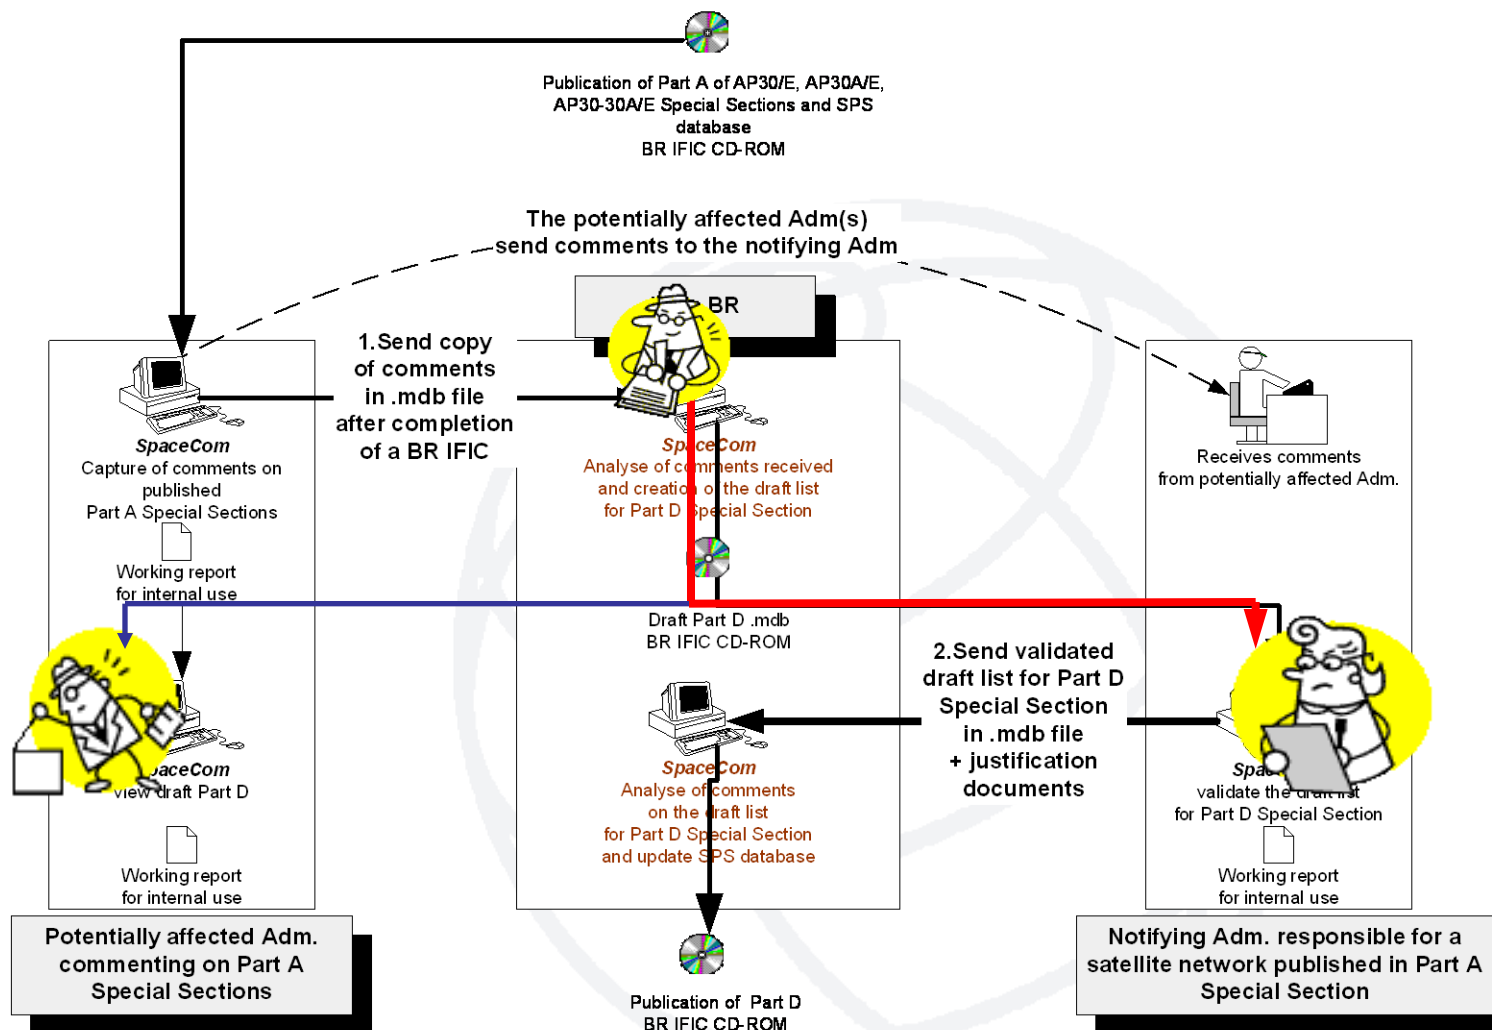 Publication of Part A of AP30/E, AP30A/E,
AP30-30A/E Special Sections and SPS
database
BR IFIC CD-ROM
The potentially affected Adm(s)
send comments to the notifying Adm
BR
1.Send copy
of comments
in .mdb file
after completion
of a BR IFIC
SpaceCom
Capture of comments on
published
Part A Special Sections
Working report
for internal use
SpaceCom
Analyse of comments received
and creation of the draft list
for Part D Special Section
Receives comments
from potentially affected Adm.
Draft Part D .mdb
BR IFIC CD-ROM
2.Send validated
draft list for Part D
Special Section
in .mdb file
+ justification
documents
SpaceCom
view draft Part D
Working report
for internal use
SpaceCom
Analyse of comments
on the draft list
for Part D Special Section
and update SPS database
validate the draft list
for Part D Special Section
Working report
for internal use
Potentially affected Adm.
commenting on Part A
Special Sections
Publication of Part D
BR IFIC CD-ROM
Notifying Adm. responsible for a
satellite network published in Part A
Special Section